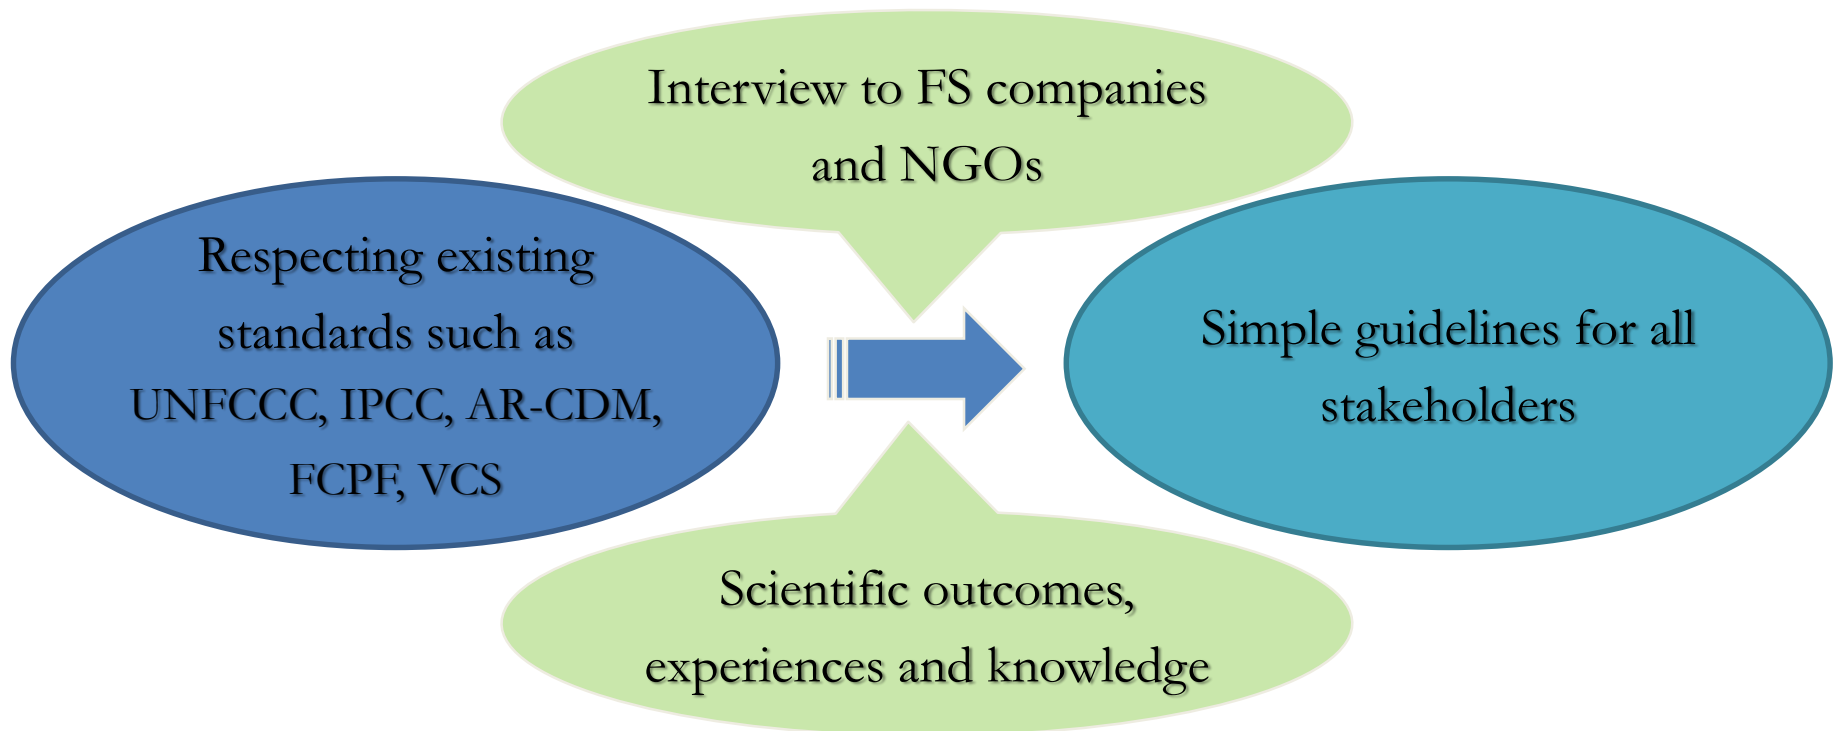 Interview to FS companies
and NGOs
Respecting existing
standards such as
UNFCCC, IPCC, AR-CDM,
FCPF, VCS
Simple guidelines for all
stakeholders
Scientific outcomes,
experiences and knowledge